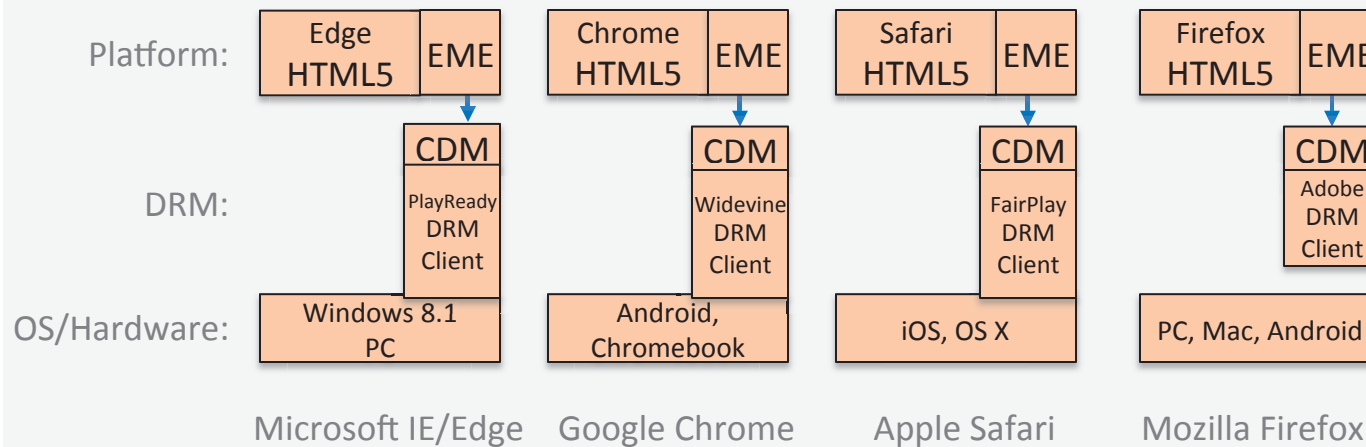 Platform:
Edge
HTML5
EME
Chrome
HTML5
EME
Safari
HTML5
EME
Firefox
HTML5
EME
DRM:
CDM
PlayReady
DRM
Client
CDM
Widevine
DRM
Client
CDM
FairPlay
DRM
Client
CDM
Adobe
DRM
Client
OS/Hardware:
Windows 8.1
PC
Android,
Chromebook
iOS, OS X
PC, Mac, Android
Microsoft IE/Edge
Google Chrome
Apple Safari
Mozilla Firefox